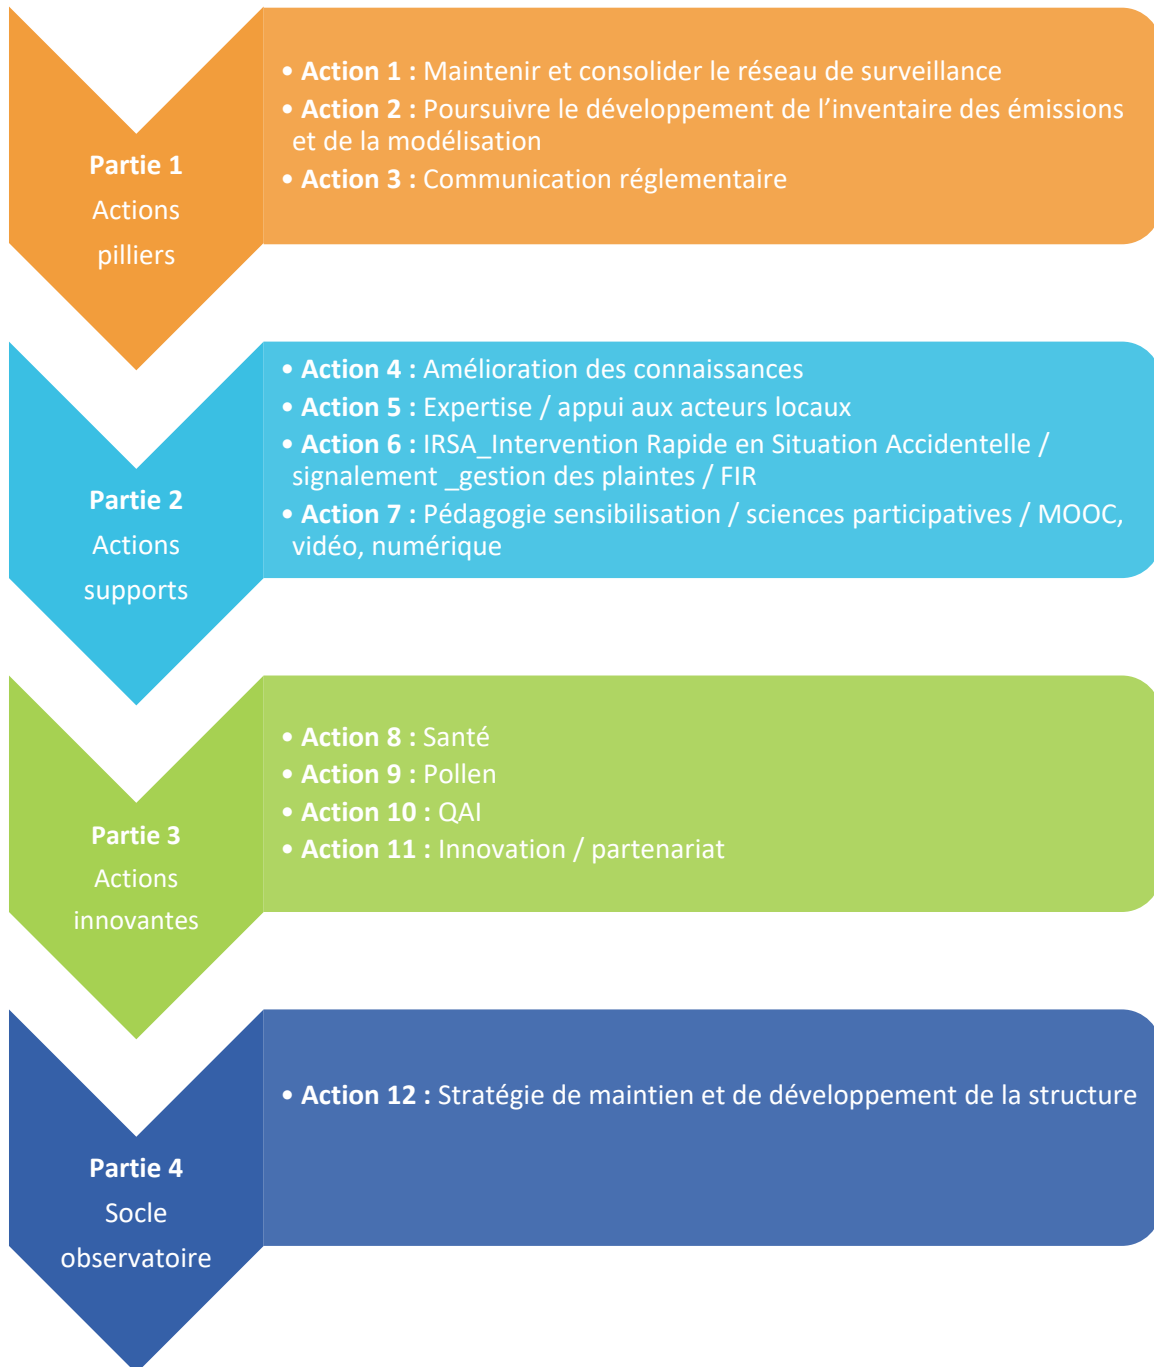 Partie 1
Actions
pilliers
• Action 1 : Maintenir et consolider le réseau de surveillance
• Action 2 : Poursuivre le développement de l’inventaire des émissions
et de la modélisation
• Action 3 : Communication réglementaire
Partie 2
Actions
supports
• Action 4 : Amélioration des connaissances
• Action 5 : Expertise / appui aux acteurs locaux
• Action 6 : IRSA_Intervention Rapide en Situation Accidentelle /
signalement _gestion des plaintes / FIR
• Action 7 : Pédagogie sensibilisation / sciences participatives / MOOC,
vidéo, numérique
Partie 3
Actions
innovantes
• Action 8 : Santé
• Action 9 : Pollen
• Action 10 : QAI
• Action 11 : Innovation / partenariat
Partie 4
Socle
observatoire
• Action 12 : Stratégie de maintien et de développement de la structure